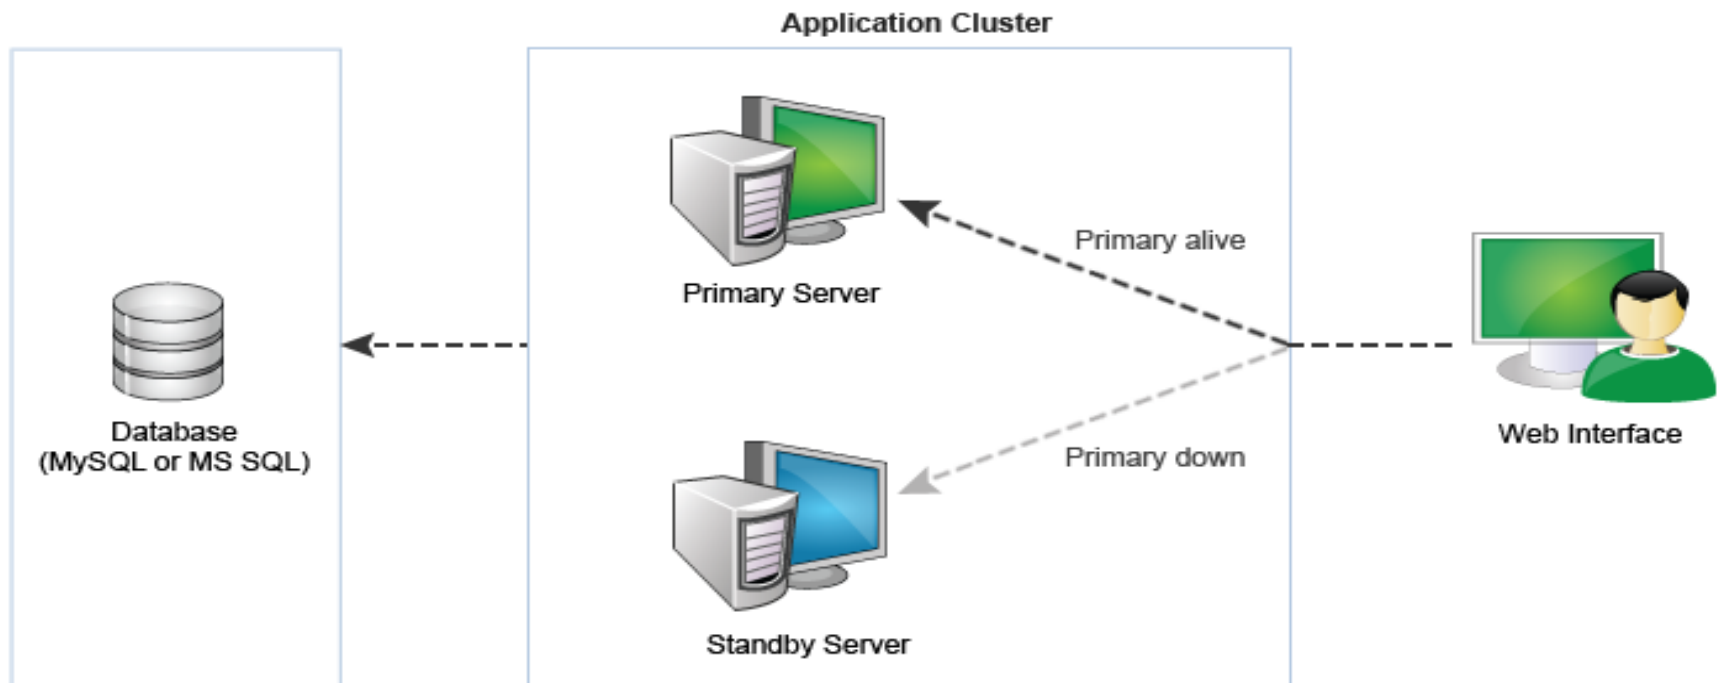 Application Cluster
Primary alive
Primary Server
Database
(MySQL or MS SQL)
Web Interface
Primary down
Standby Server